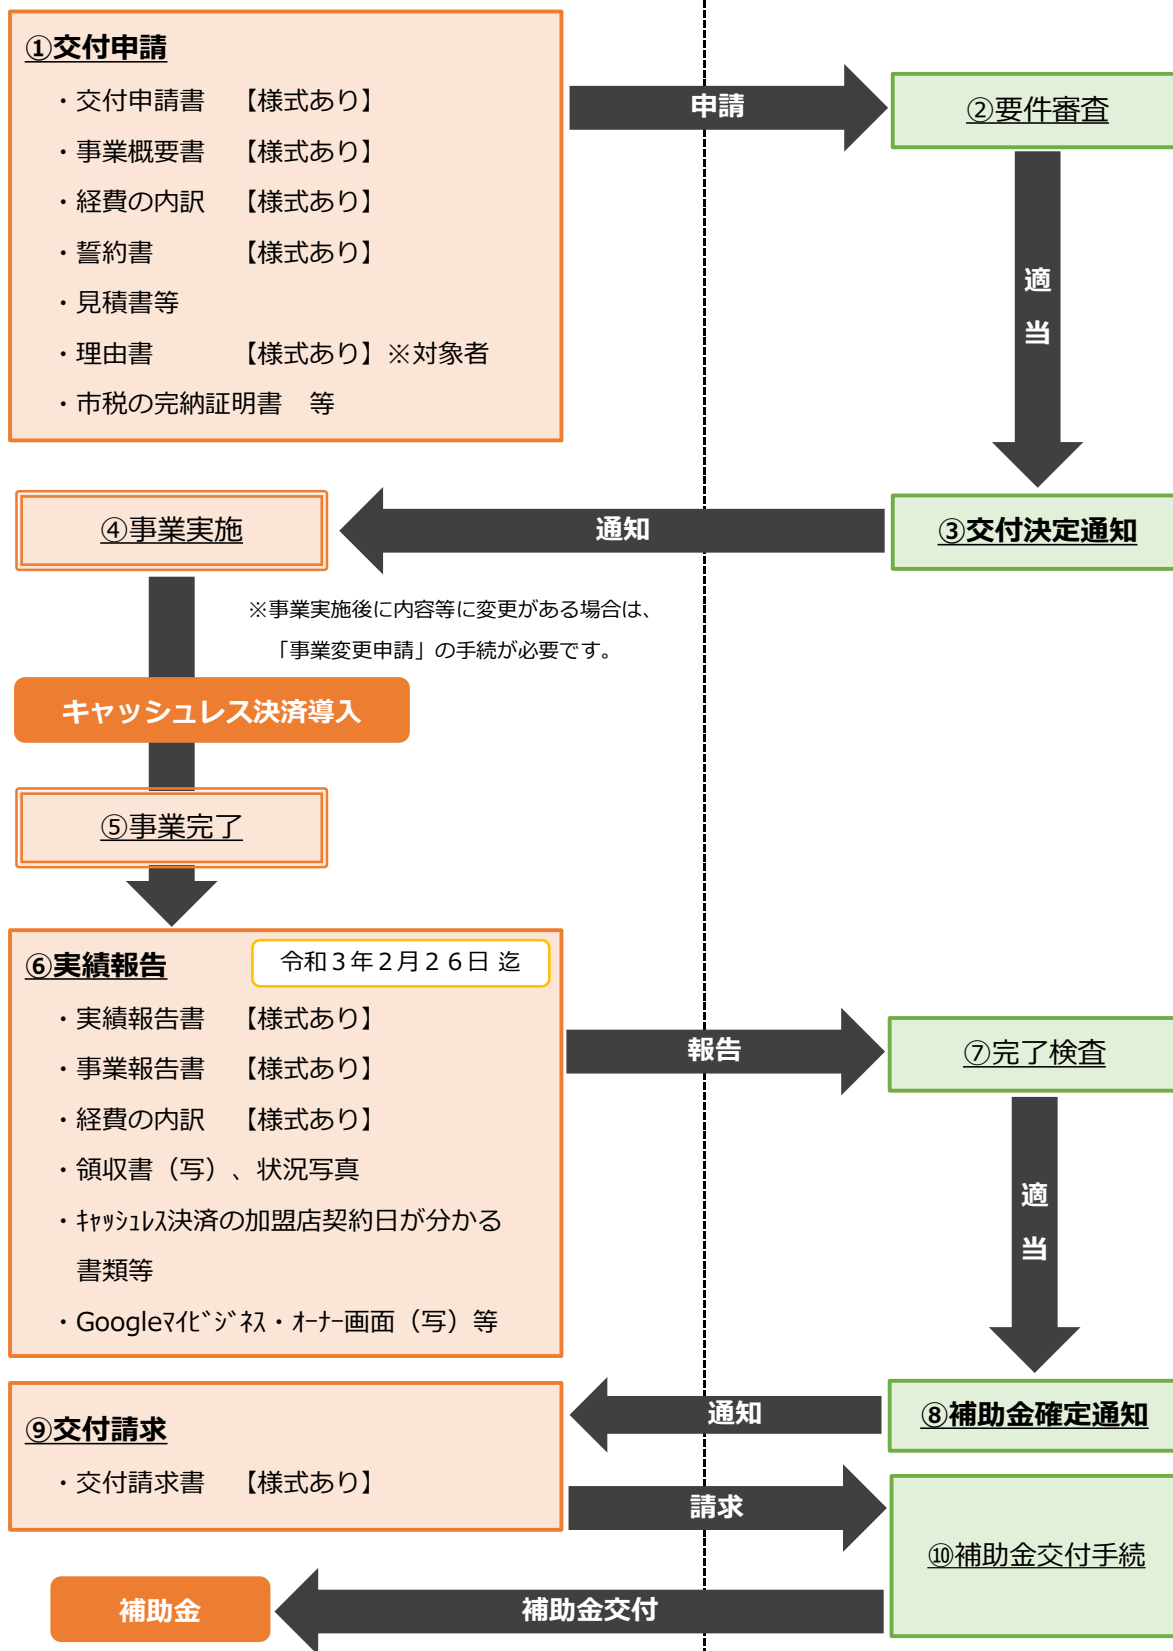 ①交付申請
・交付申請書　【様式あり】
・事業概要書　【様式あり】
・経費の内訳　【様式あり】
・誓約書　　　【様式あり】
・見積書等
・理由書　　　【様式あり】※対象者
・市税の完納証明書　等
申請
②要件審査
適
当
③交付決定通知
通知
④事業実施
※事業実施後に内容等に変更がある場合は、
「事業変更申請」の手続が必要です。
キャッシュレス決済導入
⑤事業完了
⑥実績報告
令和３年２月２６日 迄
・実績報告書　【様式あり】
・事業報告書　【様式あり】
・経費の内訳　【様式あり】
・領収書（写）、状況写真
・ｷｬｯｼｭﾚｽ決済の加盟店契約日が分かる
書類等
・Googleﾏｲﾋﾞｼﾞﾈｽ・ｵｰﾅｰ画面（写）等
報告
⑦完了検査
適
当
⑧補助金確定通知
通知
⑨交付請求
・交付請求書　【様式あり】
請求
⑩補助金交付手続
補助金交付
補助金